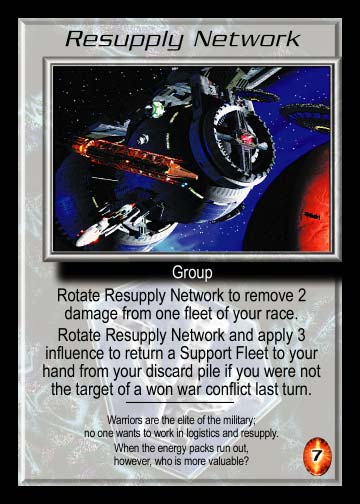 Resupply Network
Group
Rotate Resupply Network to remove 2
damage from one fleet of your race.
Rotate Resupply Network and apply 3
influence to return a Support Fleet to your
hand from your discard pile if you were not
the target of a won war conflict last turn.
Warriors are the elite of the military;
no one wants to work in logistics and resupply.
When the energy packs run out,
however, who is more valuable?
7